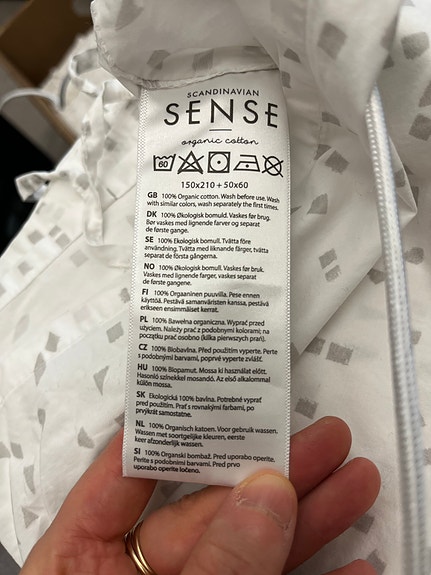 SCANDINAVIAN
SENSE
organic cotton
60
150x210 + 50x60
GB 100% Organic cotton. Wash before use. Wash
with similar colors, wash separately the first times.
DK 100% Økologisk bomuld. Vaskes før brug.
Bør vaskes med lignende farver og separat
de første gange.
SE 100% Ekologisk bomull. Tvätta före
användning. Tvätta med liknande färger, tvätta
separat de första gångerna.
NO 100% Økologisk bomull. Vaskes før bruk.
Vaskes med lignende farger, vaskes separat
de første gangene.
FI 100% Orgaaninen puuvilla. Pese ennen
käyttöä. Pestävä samanväristen kanssa, pestävä
erikseen ensimmäiset kerrat.
PL 100% Bawełna organiczna. Wyprać przed
użyciem. Należy prać z podobnymi kolorami; na
początku prać osobno (kilka pierwszych prań).
CZ 100% Biobavlna. Před použitím vyperte. Perte
s podobnými barvami, poprvé vyperte zvlášť.
HU 100% Biopamut. Mossa ki használat előtt.
Hasonló színekkel mosandó. Az első alkalommal
külön mossa.
SK Ekologická 100% bavlna. Potrebné vyprať
pred použitím. Prať s rovnakými farbami, po
prvýkrát samostatne.
NL 100% Organisch katoen. Voor gebruik wassen.
Wassen met soortgelijke kleuren, eerste
keer afzonderlijk wassen.
SI 100% Organski bombaž. Pred uporabo operite.
Perite s podobnimi barvami. Pred prvo
uporabo operite ločeno.